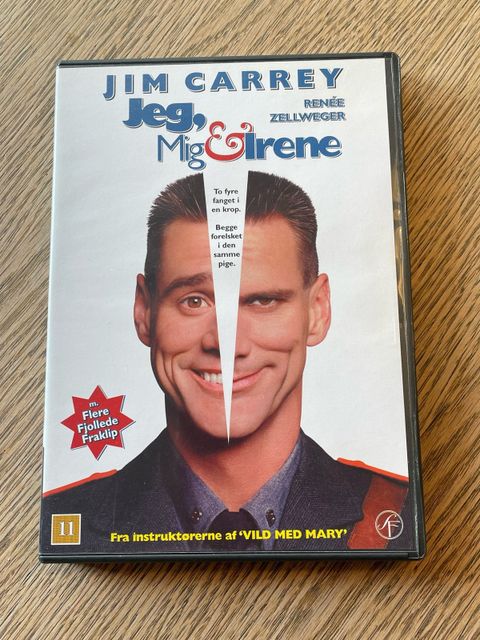 JIM CARREY
RENÉE
ZELLWEGER
Jeg,
Mig & Irene
To fyre
fanget i
en krop.
Begge
forelsket
i den
samme
pige.
m.
Flere
Fjollede
Fraklip
11
Fra instruktørerne af 'VILD MED MARY'
SF